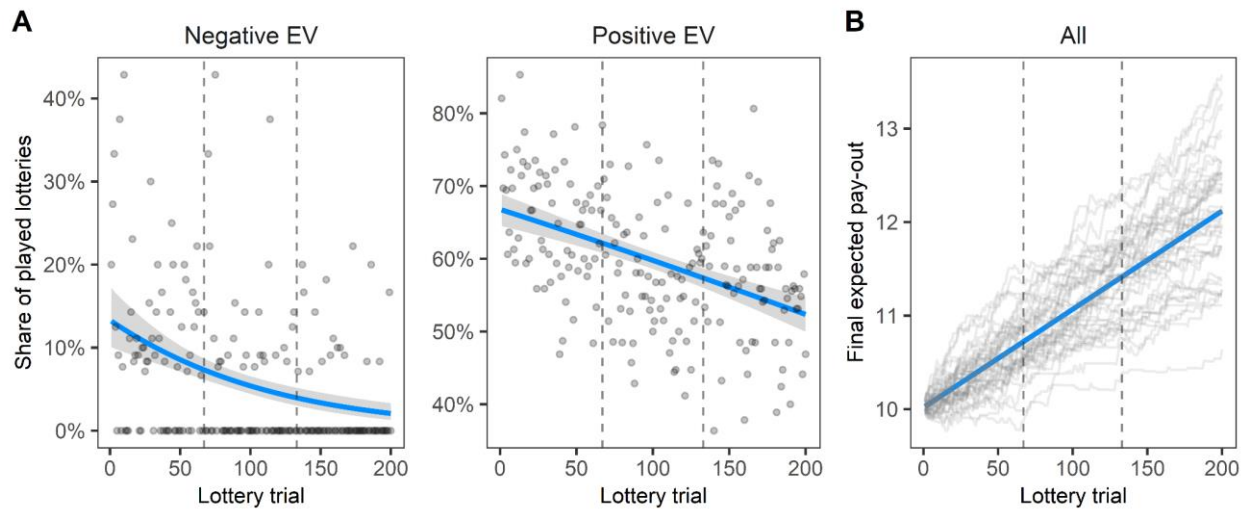 A
Negative EV
Share of played lotteries
40%
30%
20%
10%
0%
0 50 100 150 200
Lottery trial
Positive EV
80%
70%
60%
50%
40%
0 50 100 150 200
Lottery trial
B
All
Final expected pay-out
13
12
11
10
0 50 100 150 200
Lottery trial